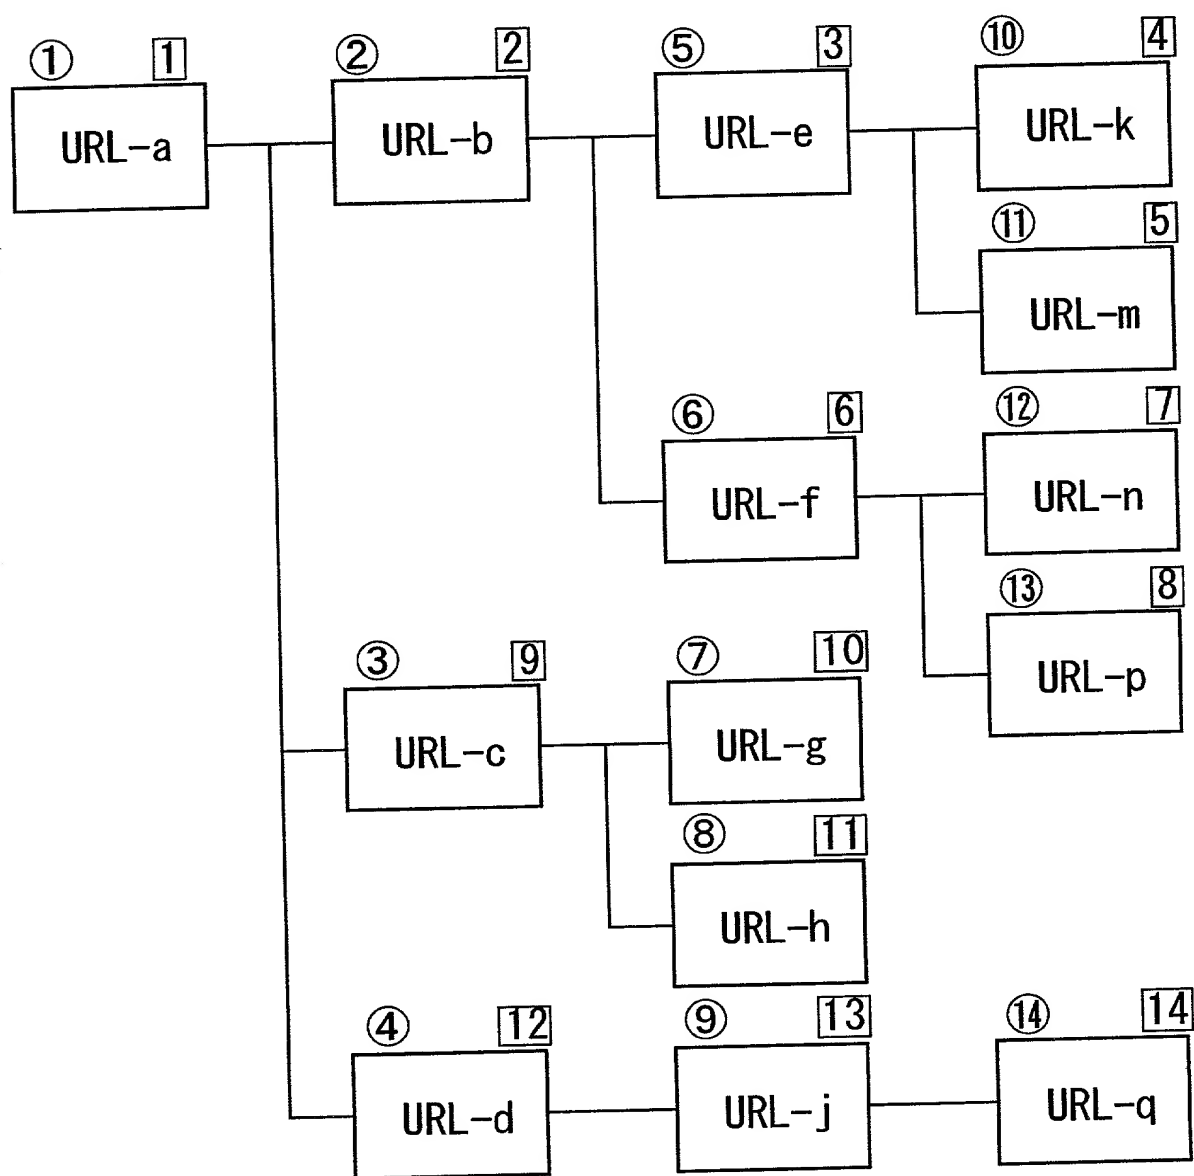 ① 1 ② 2 ⑤ 3 ⑩ 4
URL-a URL-b URL-e URL-k
⑪ 5
URL-m
⑥ 6 ⑫ 7
URL-f URL-n
⑬ 8
URL-p
③ 9 ⑦ 10
URL-c URL-g
⑧ 11
URL-h
④ 12 ⑨ 13 ⑭ 14
URL-d URL-j URL-q